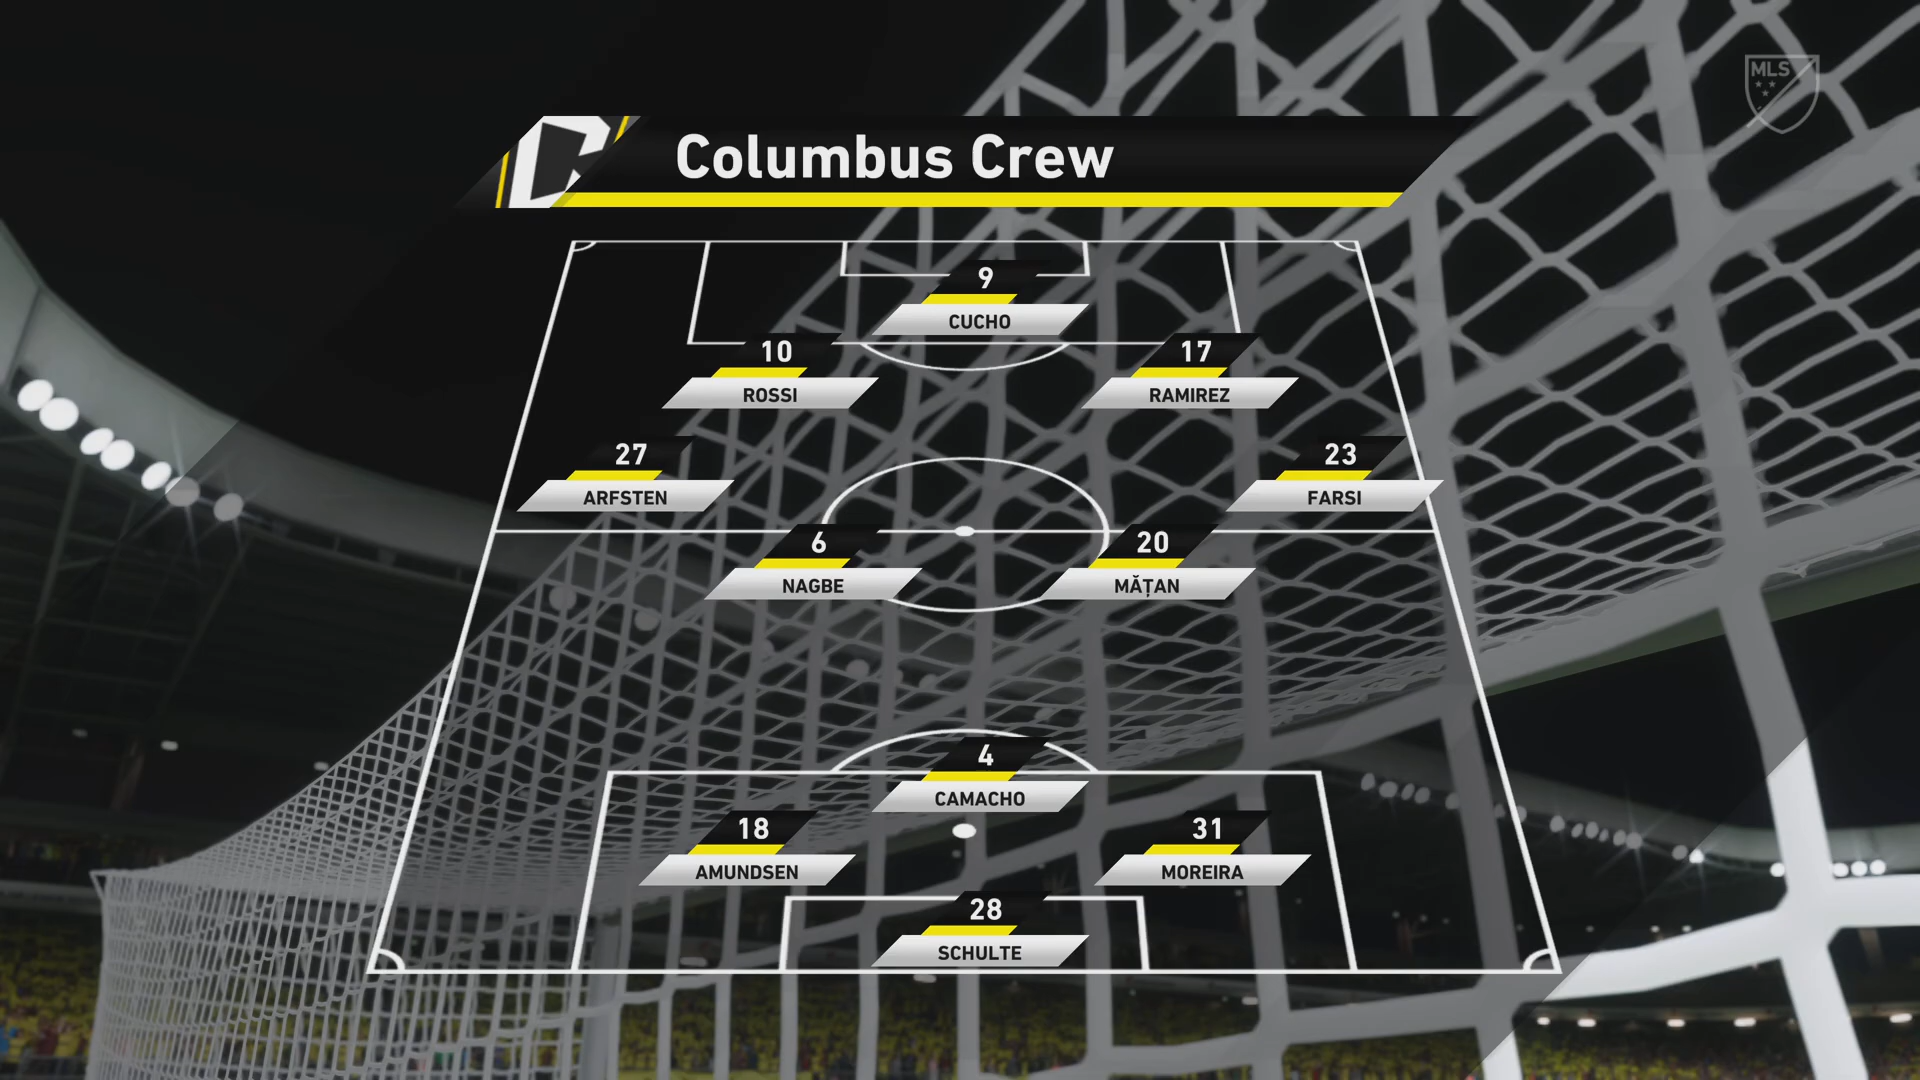 MLS
Columbus Crew
9
CUCHO
10
ROSSI
17
RAMIREZ
27
ARFSTEN
23
FARSI
6
NAGBE
20
MĂȚAN
4
CAMACHO
18
AMUNDSEN
31
MOREIRA
28
SCHULTE